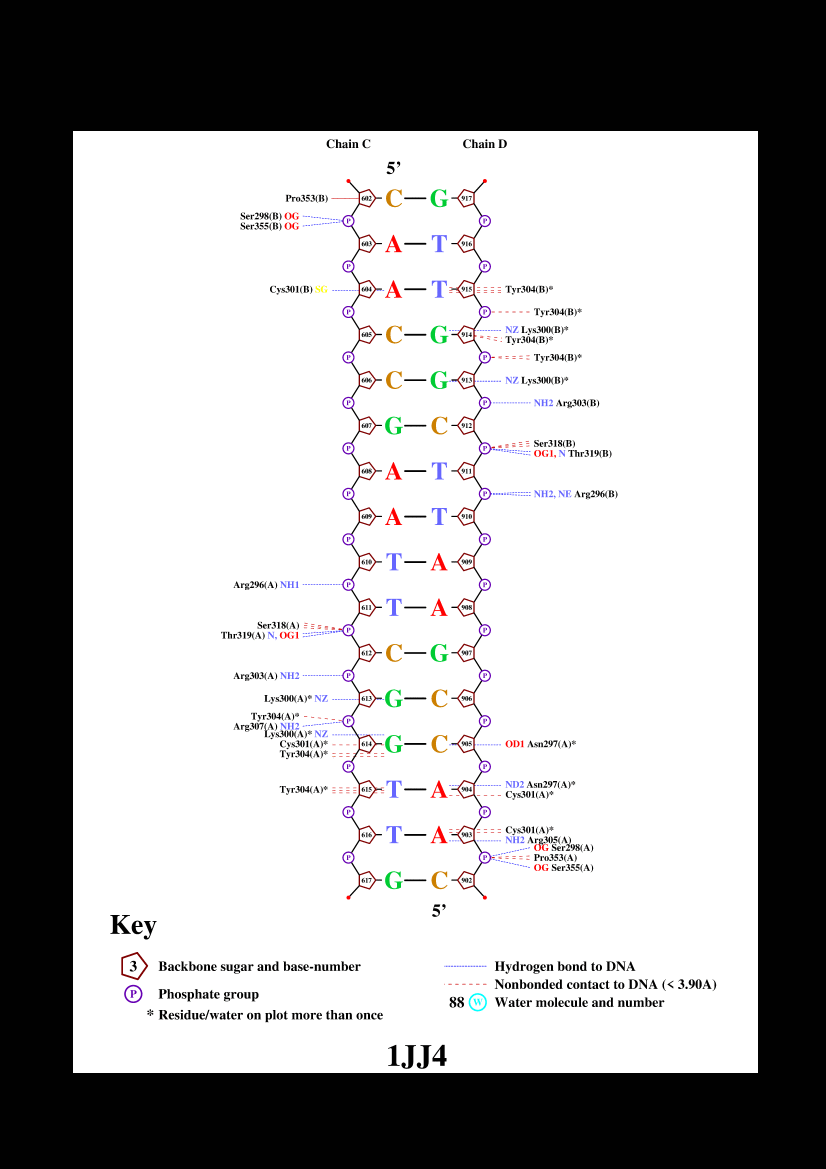 Chain C Chain D
5’
Pro353(B) 602 C G 917
Ser298(B) OG P P
Ser355(B) OG
603 A T 916
P P
Cys301(B) SG 604 A T 915 Tyr304(B)*
P P Tyr304(B)*
605 C G 914 NZ Lys300(B)*
Tyr304(B)*
P P Tyr304(B)*
606 C G 913 NZ Lys300(B)*
P P NH2 Arg303(B)
607 G C 912
P P Ser318(B)
OG1, N Thr319(B)
608 A T 911
P P NH2, NE Arg296(B)
609 A T 910
P P
610 T A 909
Arg296(A) NH1 P P
611 T A 908
Ser318(A) P P
Thr319(A) N, OG1
612 C G 907
Arg303(A) NH2 P P
Lys300(A)* NZ 613 G C 906
Tyr304(A)* P P
Arg307(A) NH2
Lys300(A)* NZ
Cys301(A)* 614 G C 905 OD1 Asn297(A)*
Tyr304(A)*
P P
Tyr304(A)* 615 T A 904 ND2 Asn297(A)*
Cys301(A)*
P P
616 T A 903 Cys301(A)*
NH2 Arg305(A)
OG Ser298(A)
P P Pro353(A)
OG Ser355(A)
617 G C 902
5’
Key
3 Backbone sugar and base-number
P Phosphate group
* Residue/water on plot more than once
Hydrogen bond to DNA
Nonbonded contact to DNA (< 3.90A)
88 W Water molecule and number
1JJ4